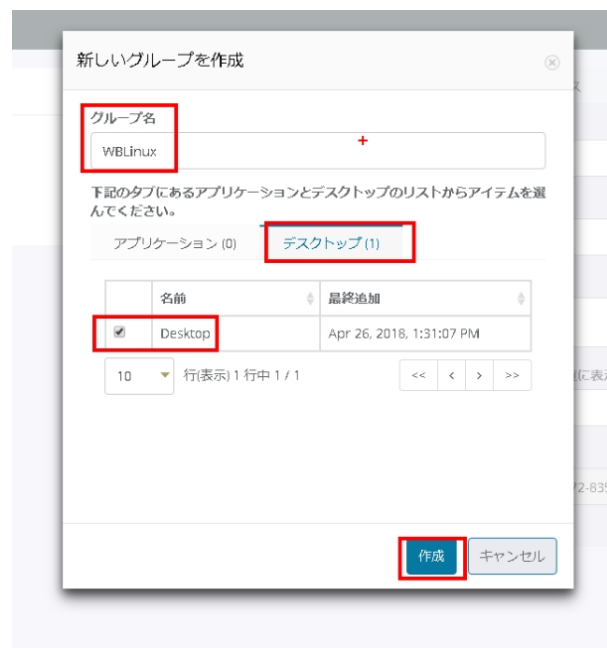 新しいグループを作成
グループ名
WBLinux
下記のタブにあるアプリケーションとデスクトップのリストからアイテムを選
んでください。
アプリケーション (0) デスクトップ (1)
名前 最終追加
Desktop Apr 26, 2018, 1:31:07 PM
10 行(表示) 1 行中 1 / 1 << < > >>
作成 キャンセル